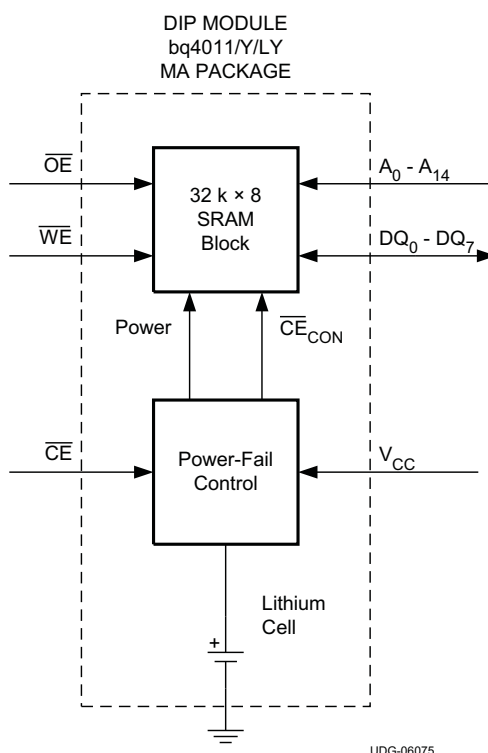 DIP MODULE
bq4011/Y/LY
MA PACKAGE
OE
A0 - A14
32 k × 8
SRAM
Block
WE
DQ0 - DQ7
Power
CECON
CE
Power-Fail
Control
VCC
Lithium
Cell
+
UDG-06075